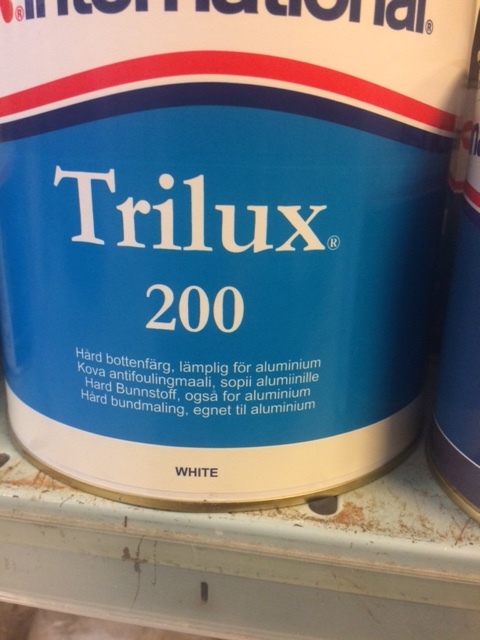 International®
Trilux®
200
Hård bottenfärg, lämplig för aluminium
Kova antifoulingmaali, sopii alumiinille
Hard Bunnstoff, også for aluminium
Hård bundmaling, egnet til aluminium
WHITE